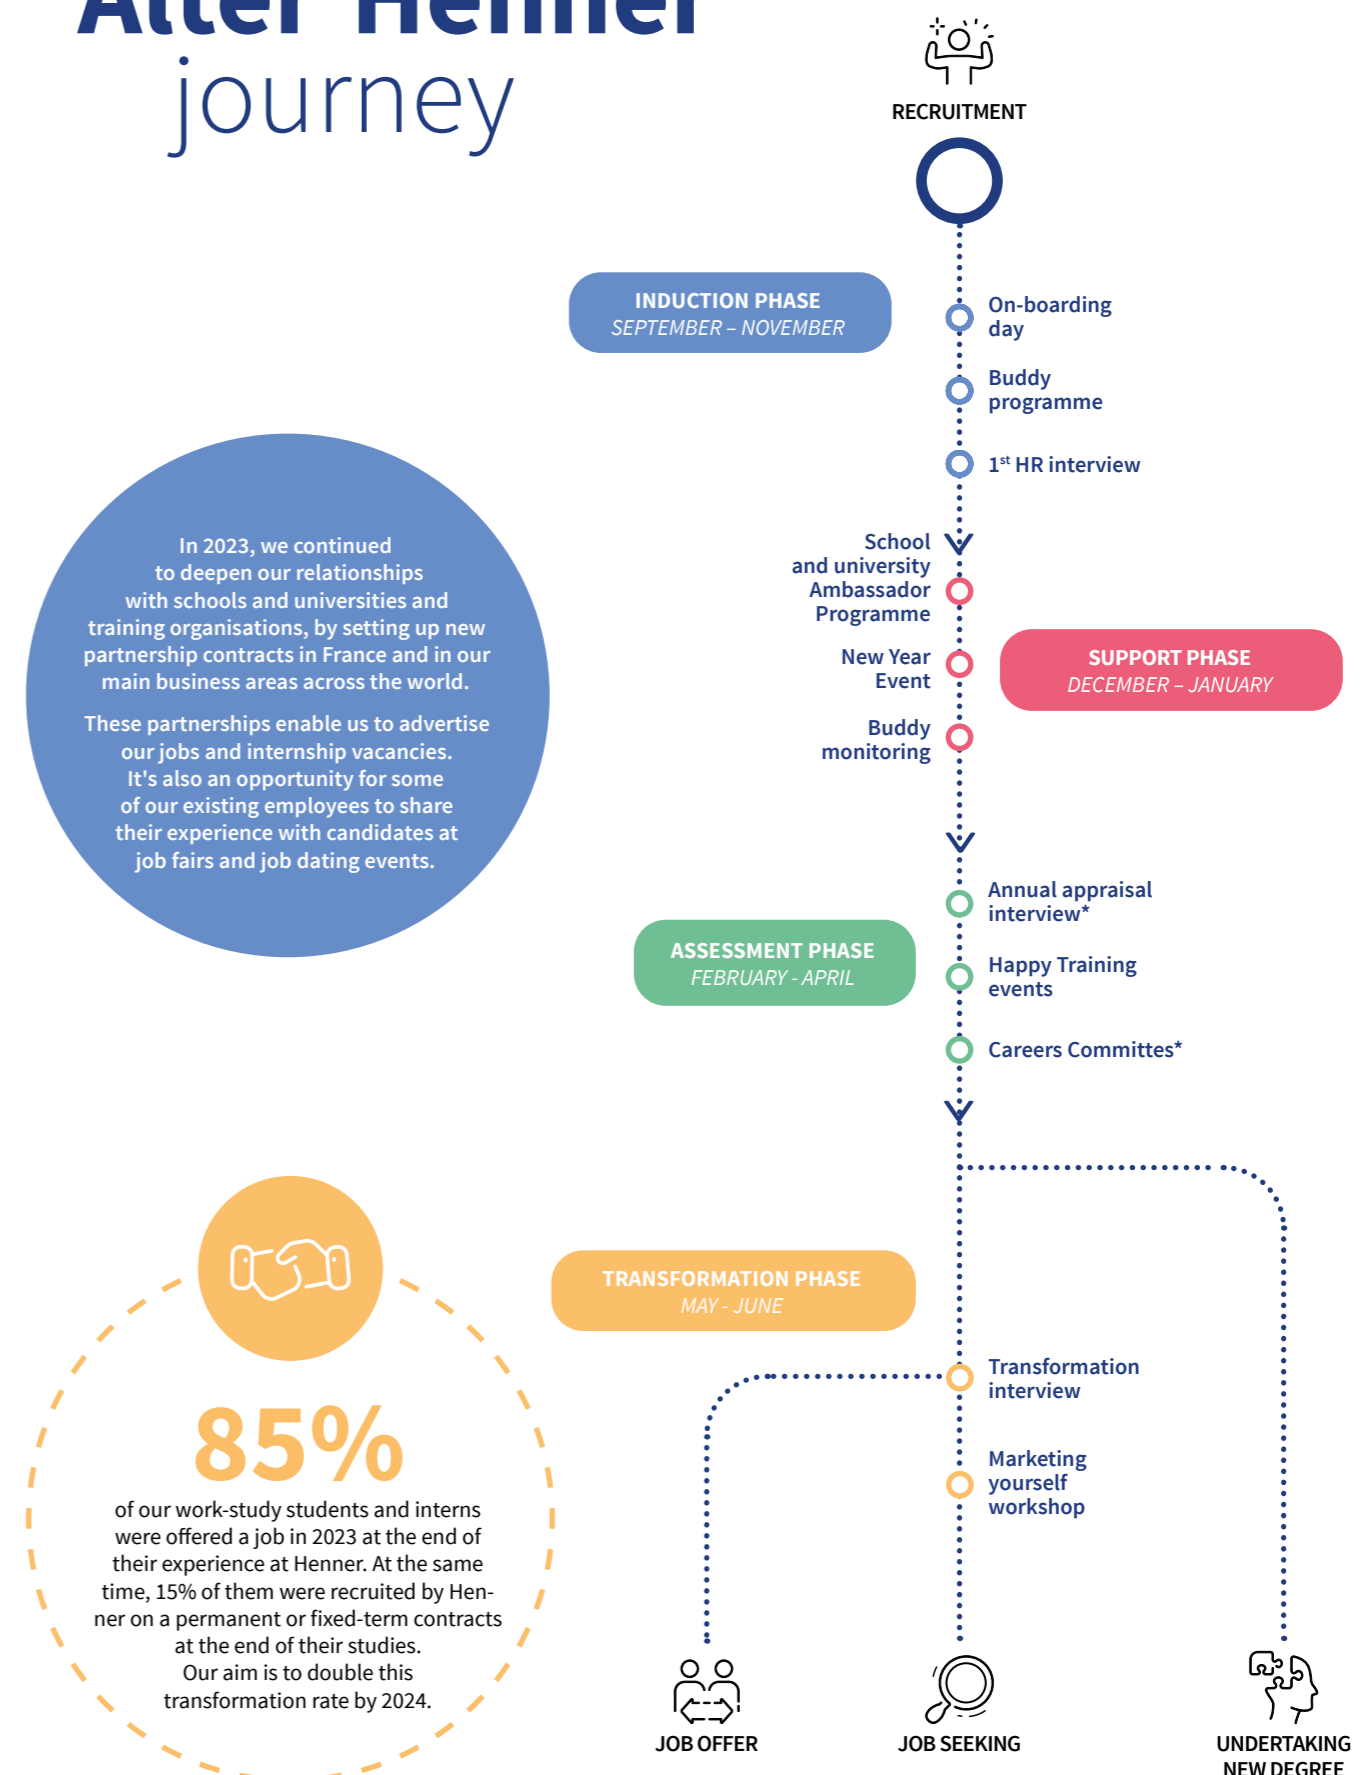 Alter Henner
journey
RECRUITMENT
INDUCTION PHASE
SEPTEMBER – NOVEMBER
On-boarding
day
Buddy
programme
1st HR interview
In 2023, we continued
to deepen our relationships
with schools and universities and
training organisations, by setting up new
partnership contracts in France and in our
main business areas across the world.
These partnerships enable us to advertise
our jobs and internship vacancies.
It's also an opportunity for some
of our existing employees to share
their experience with candidates at
job fairs and job dating events.
School
and university
Ambassador
Programme
New Year
Event
Buddy
monitoring
SUPPORT PHASE
DECEMBER – JANUARY
ASSESSMENT PHASE
FEBRUARY - APRIL
Annual appraisal
interview*
Happy Training
events
Careers Committes*
TRANSFORMATION PHASE
MAY - JUNE
Transformation
interview
Marketing
yourself
workshop
85%
of our work-study students and interns
were offered a job in 2023 at the end of
their experience at Henner. At the same
time, 15% of them were recruited by Hen-
ner on a permanent or fixed-term contracts
at the end of their studies.
Our aim is to double this
transformation rate by 2024.
JOB OFFER
JOB SEEKING
UNDERTAKING
NEW DEGREE